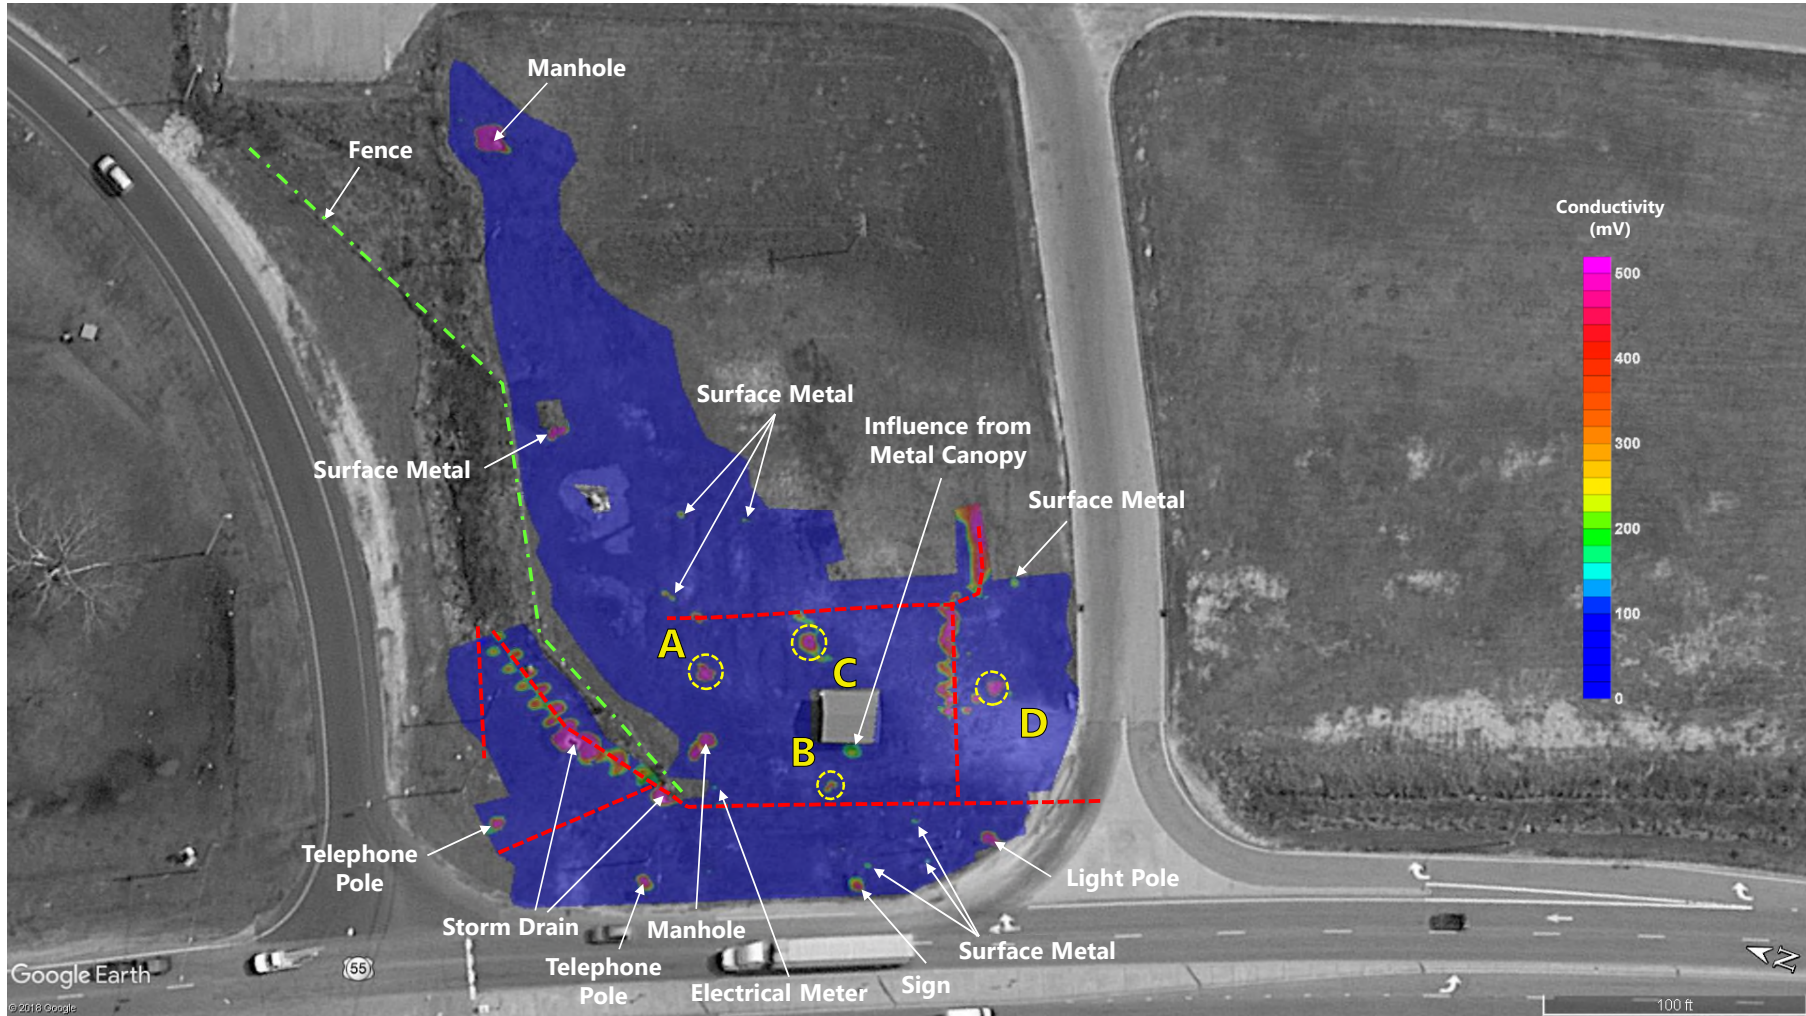 Manhole
Fence
Conductivity
(mV)
500
400
300
200
100
0
Surface Metal
Influence from
Metal Canopy
Surface Metal
Surface Metal
A
C
D
B
Telephone
Pole
Light Pole
Storm Drain
Manhole
Surface Metal
Telephone
Pole
Electrical Meter
Sign
55
N
Google Earth
© 2018 Google
100 ft